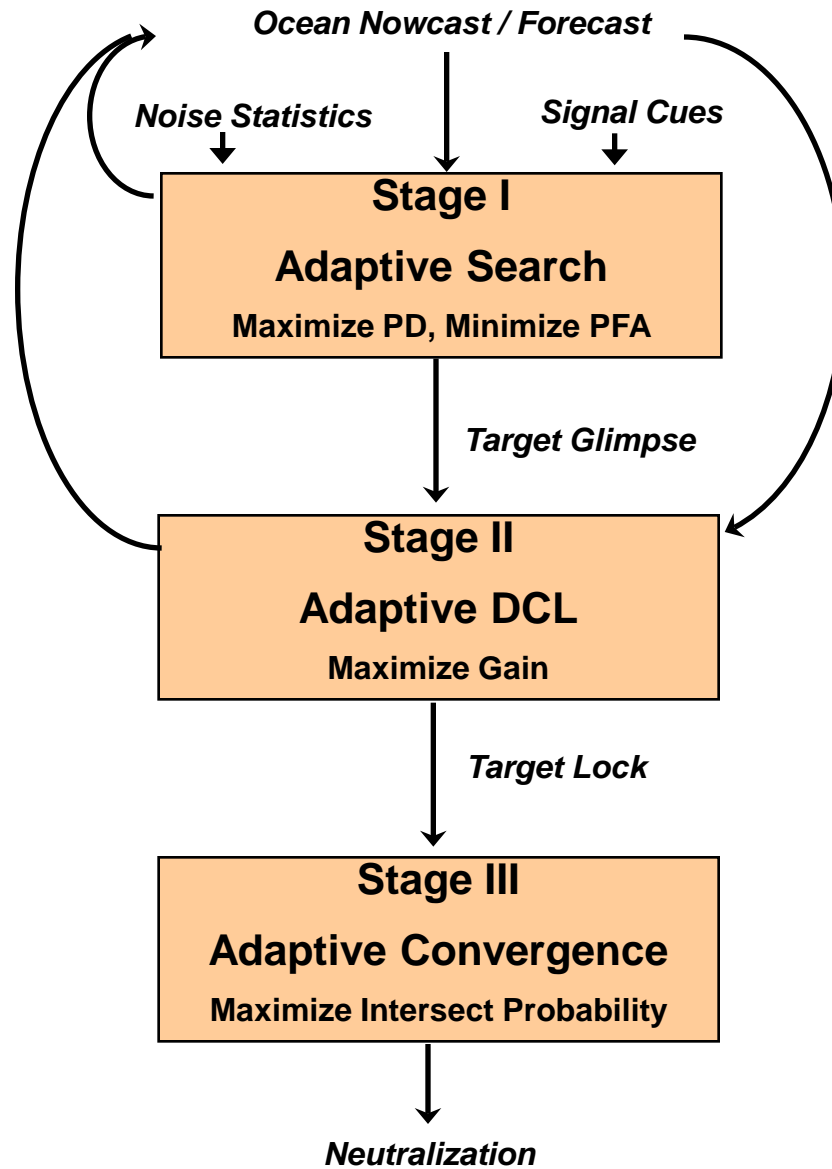 Ocean Nowcast / Forecast
Noise Statistics
Signal Cues
Stage I
Adaptive Search
Maximize PD, Minimize PFA
Target Glimpse
Stage II
Adaptive DCL
Maximize Gain
Target Lock
Stage III
Adaptive Convergence
Maximize Intersect Probability
Neutralization